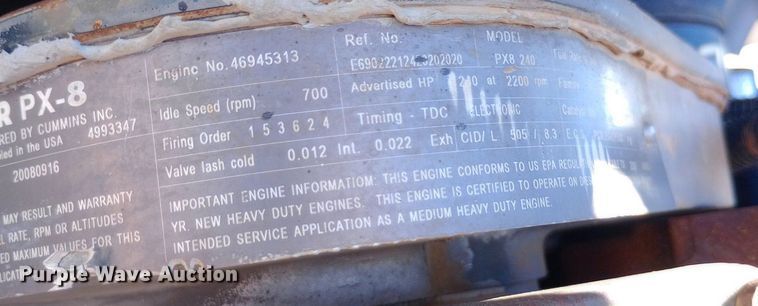 R PX-8
RED BY CUMMINS INC.
led in the USA 4993347
20080916
MAY RESULT AND WARRANTY
L RATE, RPM OR ALTITUDES
ED MAXIMUM VALUES FOR THIS
PLICAT
Engine No. 46945313
Idle Speed (rpm) 700
Firing Order 1 5 3 6 2 4
Valve lash cold 0.012 Int. 0.022 Exh
Ref. No.
MODEL
PX8 240
Advertised HP 240 at 2200 rpm
Family
Timing - TDC ELECTRONIC
CID/ L 505 / 8.3
IMPORTANT ENGINE INFORMATION: THIS ENGINE CONFORMS TO US EPA
YR. NEW HEAVY DUTY ENGINES. THIS ENGINE IS CERTIFIED TO OPERATE ON
INTENDED SERVICE APPLICATION AS A MEDIUM HEAVY DUTY ENGINE.
Purple Wave Auction